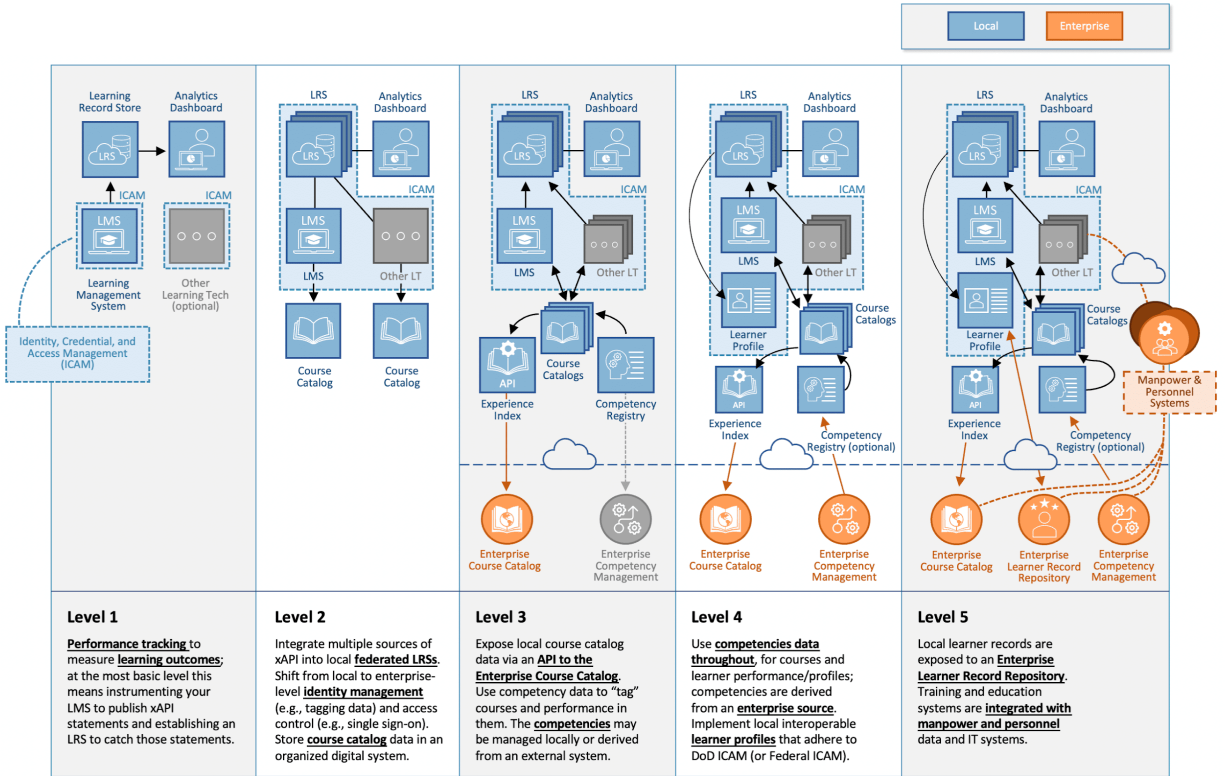 Local
Enterprise
Learning
Record Store
Analytics
Dashboard
LRS
ICAM
ICAM
LMS
Learning
Management
System
Other
Learning Tech
(optional)
Identity, Credential, and
Access Management
(ICAM)
LRS
Analytics
Dashboard
LRS
ICAM
LMS
LMS
Other LT
Course
Catalog
Course
Catalog
LRS
Analytics
Dashboard
LRS
ICAM
LMS
LMS
Other LT
API
Course
Catalogs
Experience
Index
Competency
Registry
Enterprise
Course Catalog
Enterprise
Competency
Management
LRS
Analytics
Dashboard
LRS
ICAM
LMS
LMS
Other LT
Learner
Profile
Course
Catalogs
API
Experience
Index
Competency
Registry (optional)
Enterprise
Course Catalog
Enterprise
Competency
Management
LRS
Analytics
Dashboard
LRS
ICAM
LMS
LMS
Other LT
Learner
Profile
Course
Catalogs
API
Experience
Index
Competency
Registry (optional)
Manpower &
Personnel
Systems
Enterprise
Course Catalog
Enterprise
Learner Record
Repository
Enterprise
Competency
Management
Level 1
Performance tracking to
measure learning outcomes;
at the most basic level this
means instrumenting your
LMS to publish xAPI
statements and establishing an
LRS to catch those statements.
Level 2
Integrate multiple sources of
xAPI into local federated LRSs.
Shift from local to enterprise-
level identity management
(e.g., tagging data) and access
control (e.g., single sign-on).
Store course catalog data in an
organized digital system.
Level 3
Expose local course catalog
data via an API to the
Enterprise Course Catalog.
Use competency data to “tag”
courses and performance in
them. The competencies may
be managed locally or derived
from an external system.
Level 4
Use competencies data
throughout, for courses and
learner performance/profiles;
competencies are derived
from an enterprise source.
Implement local interoperable
learner profiles that adhere to
DoD ICAM (or Federal ICAM).
Level 5
Local learner records are
exposed to an Enterprise
Learner Record Repository.
Training and education
systems are integrated with
manpower and personnel
data and IT systems.